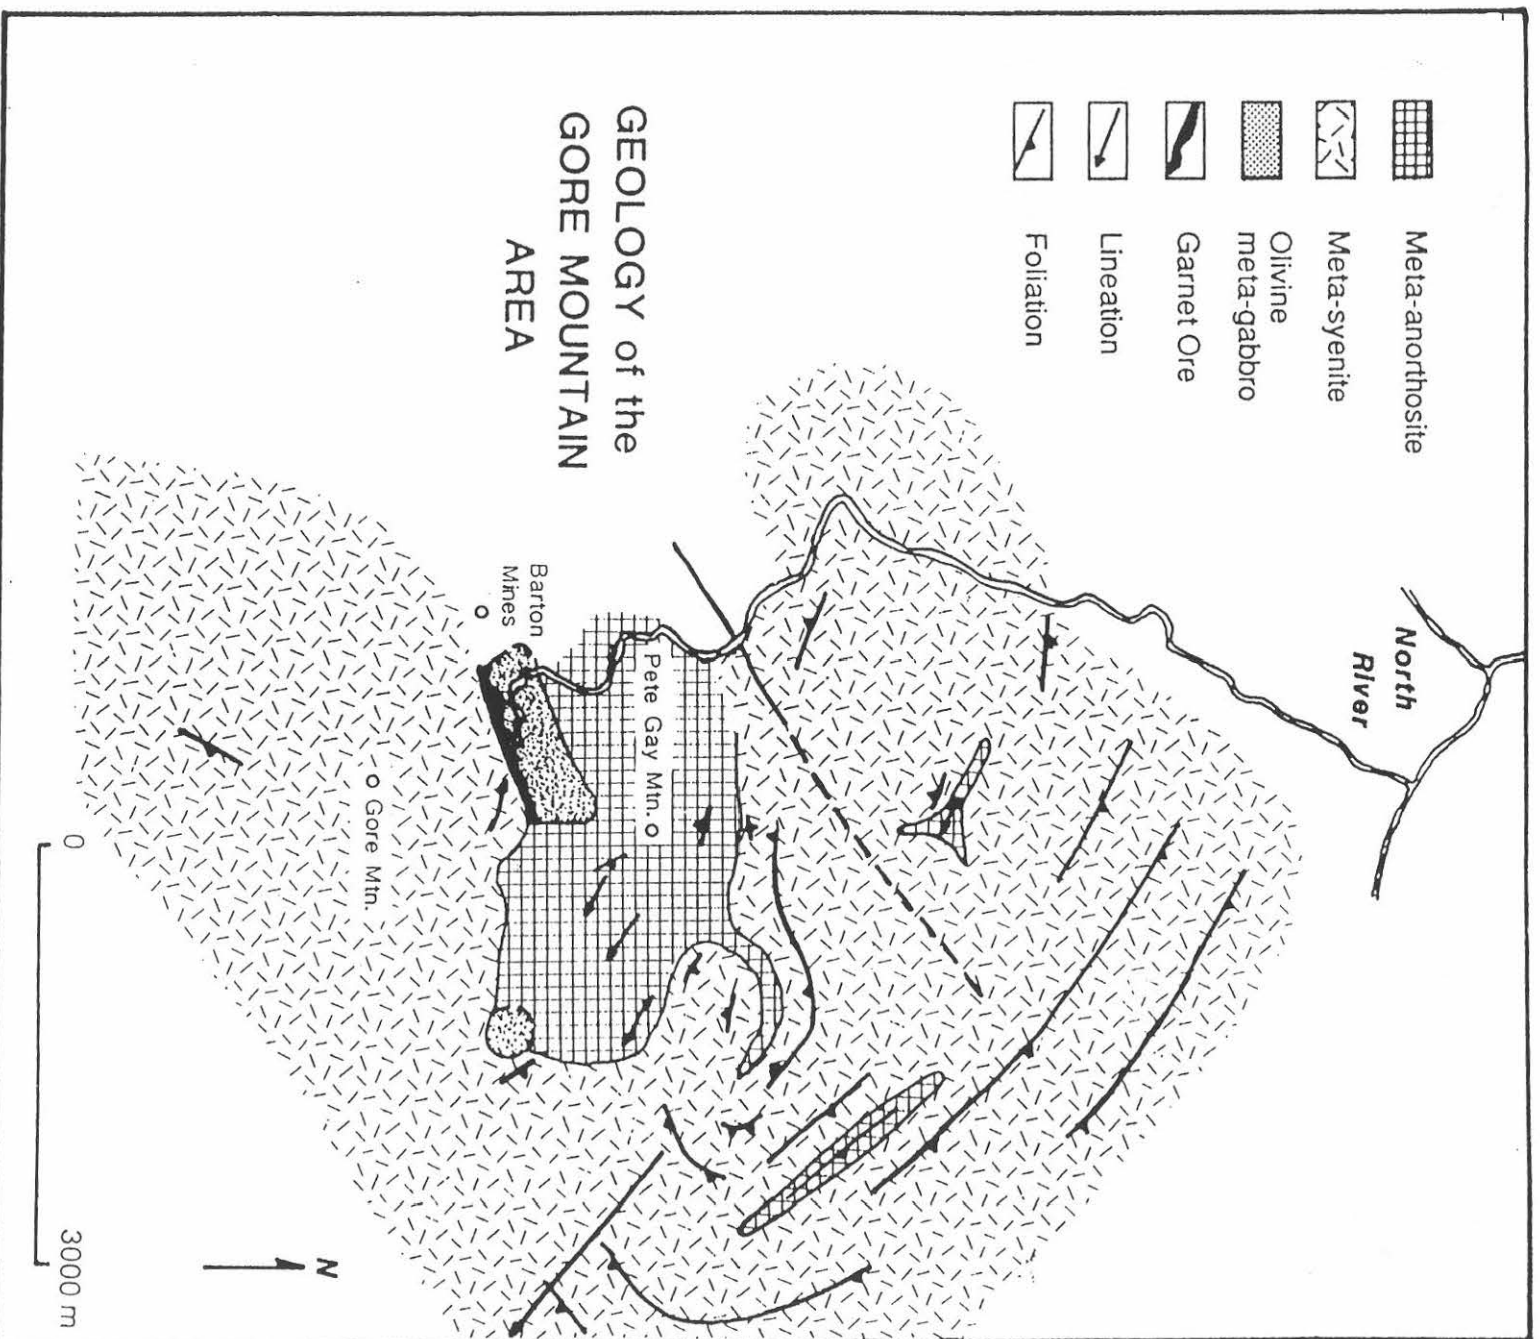 Meta-anorthosite
Meta-syenite
Olivine
meta-gabbro
Garnet Ore
Lineation
Foliation
GEOLOGY of the
GORE MOUNTAIN
AREA
North
River
Pete Gay Mtn.
Barton
Mines
Gore Mtn.
0
3000 m
N